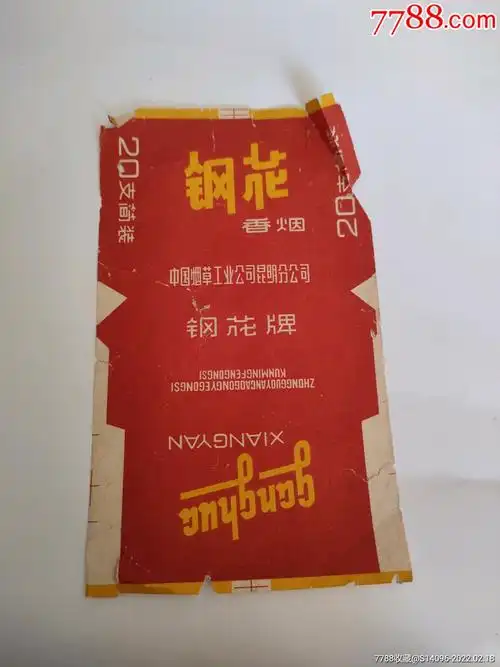 7788.com
钢花
香烟
20支简装
20支简装
中国烟草工业公司昆明分公司
钢花牌
ZHONGGUOYANCAOGONGYEGONGSI
KUNMINGFENGONGSI
XIANGYAN
ganghua
7788收藏@S14096-2022.02.18